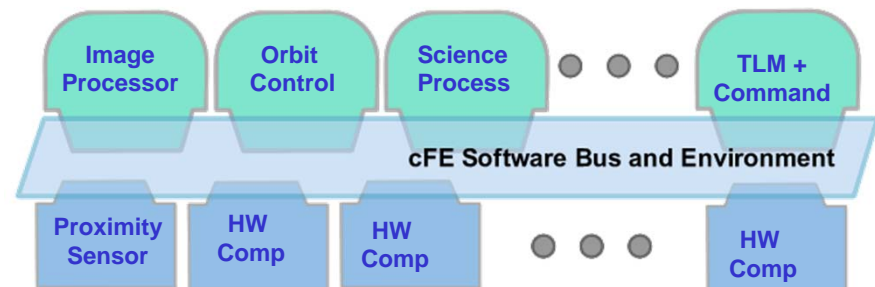 Image
Processor
Orbit
Control
Science
Process
TLM +
Command
cFE Software Bus and Environment
Proximity
Sensor
HW
Comp
HW
Comp
HW
Comp